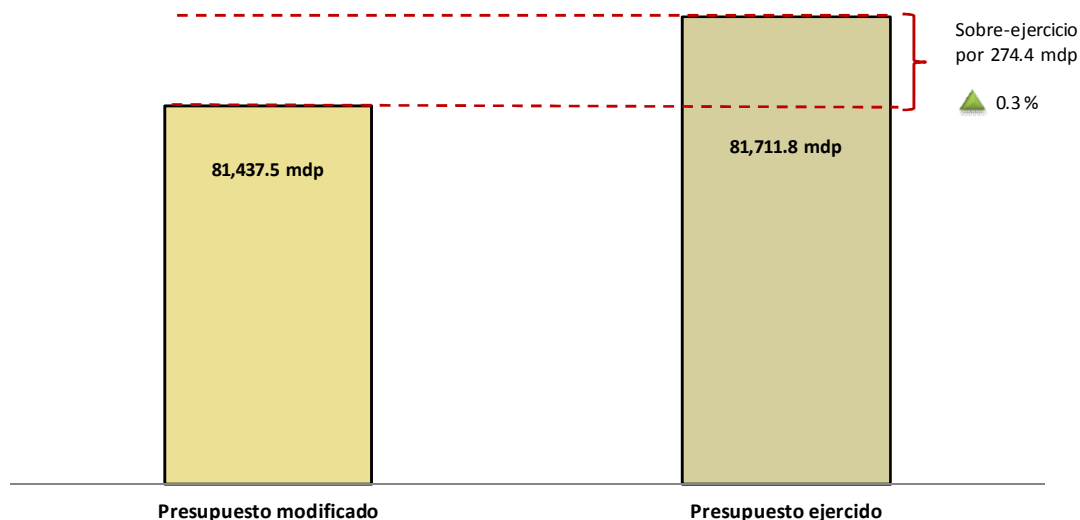 Sobre-ejercicio
por 274.4 mdp
0.3 %
81,437.5 mdp
81,711.8 mdp
Presupuesto modificado
Presupuesto ejercido